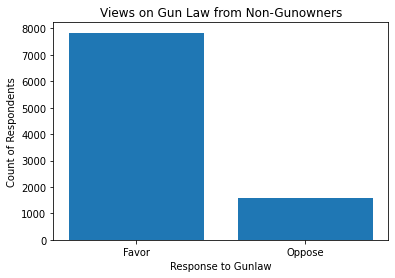 Views on Gun Law from Non-Gunowners
Count of Respondents
8000
7000
6000
5000
4000
3000
2000
1000
0
Favor
Oppose
Response to Gunlaw